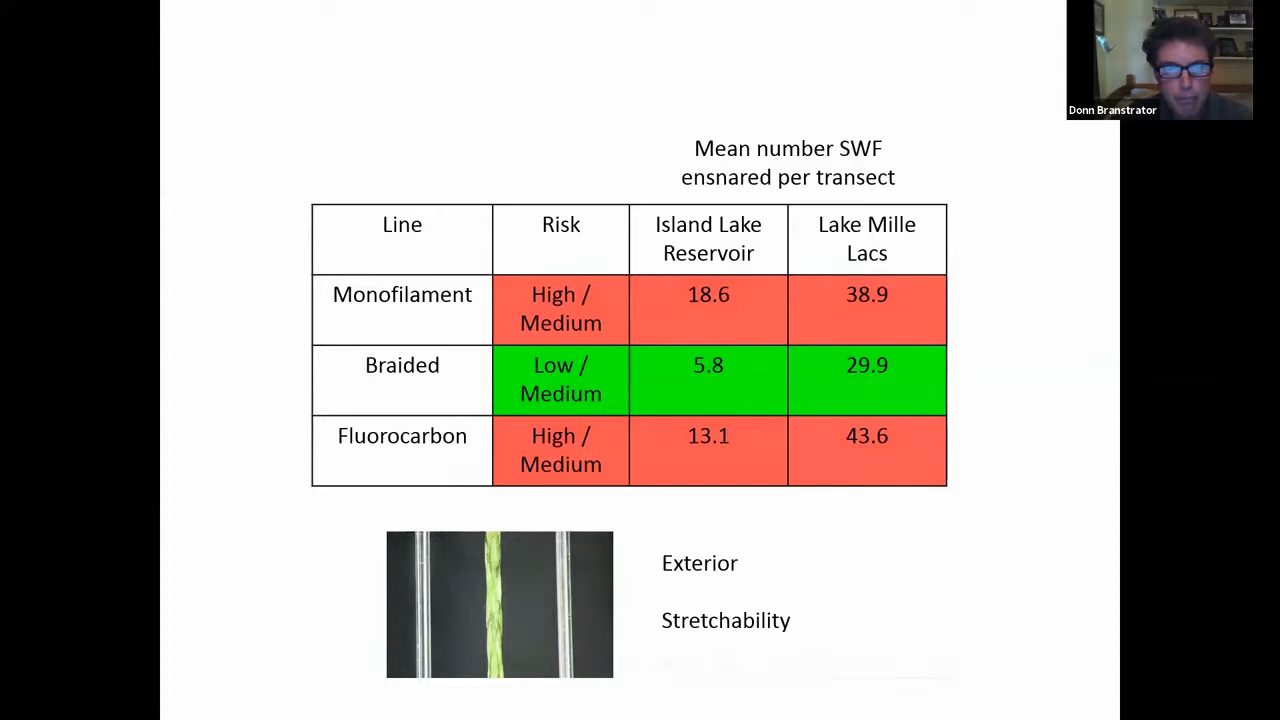 Donn Branstrator
Mean number SWF
ensnared per transect
Line
Risk
Island Lake
Reservoir
Lake Mille
Lacs
Monofilament
High /
Medium
18.6
38.9
Braided
Low /
Medium
5.8
29.9
Fluorocarbon
High /
Medium
13.1
43.6
Exterior
Stretchability